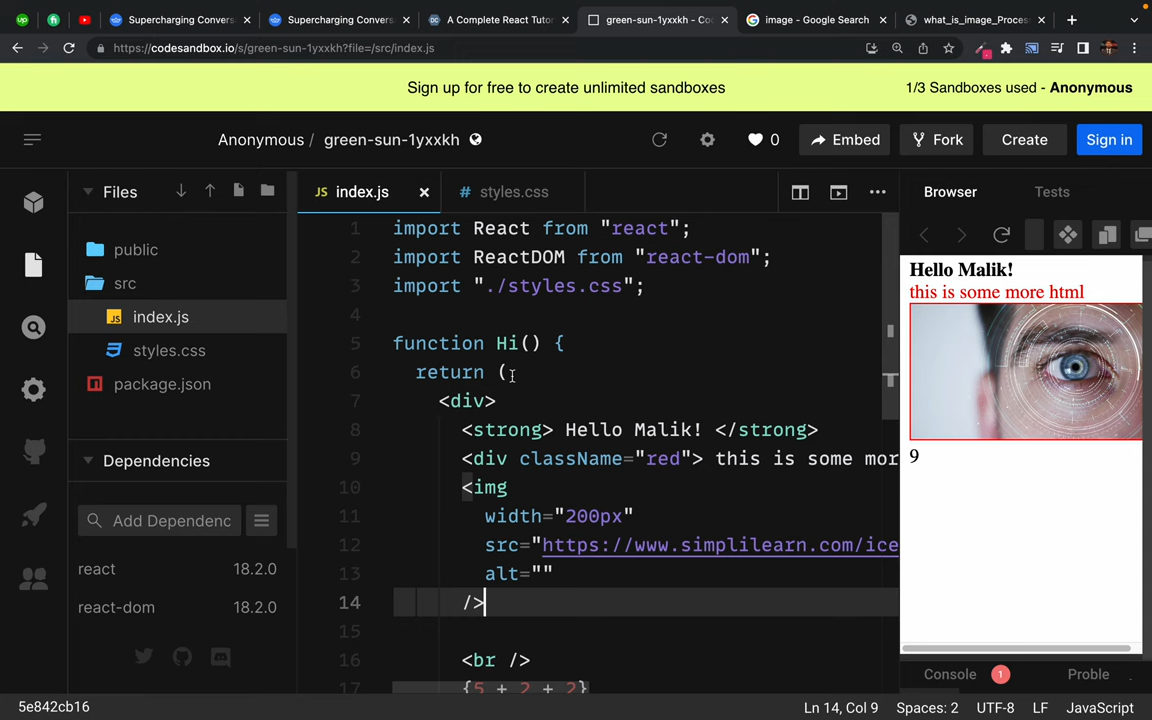 Supercharging Convers
Supercharging Convers
A Complete React Tuto
green-sun-1yxxkh - Co
image - Google Search
what_is_image_Proces
https://codesandbox.io/s/green-sun-1yxxkh?file=/src/index.js
Sign up for free to create unlimited sandboxes
1/3 Sandboxes used - Anonymous
Anonymous / green-sun-1yxxkh
0
Embed
Fork
Create
Sign in
Files
JS index.js
# styles.css
Browser
Tests
public
src
index.js
styles.css
package.json
Dependencies
Add Dependenc
react 18.2.0
react-dom 18.2.0
1 import React from "react";
2 import ReactDOM from "react-dom";
3 import "./styles.css";
4
5 function Hi() {
6 return (
7 <div>
8 <strong> Hello Malik! </strong>
9 <div className="red"> this is some mor
10 <img
11 width="200px"
12 src="https://www.simplilearn.com/ice
13 alt=""
14 />
15
16 <br />
17 {5 + 2 + 2}
Hello Malik!
this is some more html
9
Console 1
Proble
5e842cb16
Ln 14, Col 9
Spaces: 2
UTF-8
LF
JavaScript